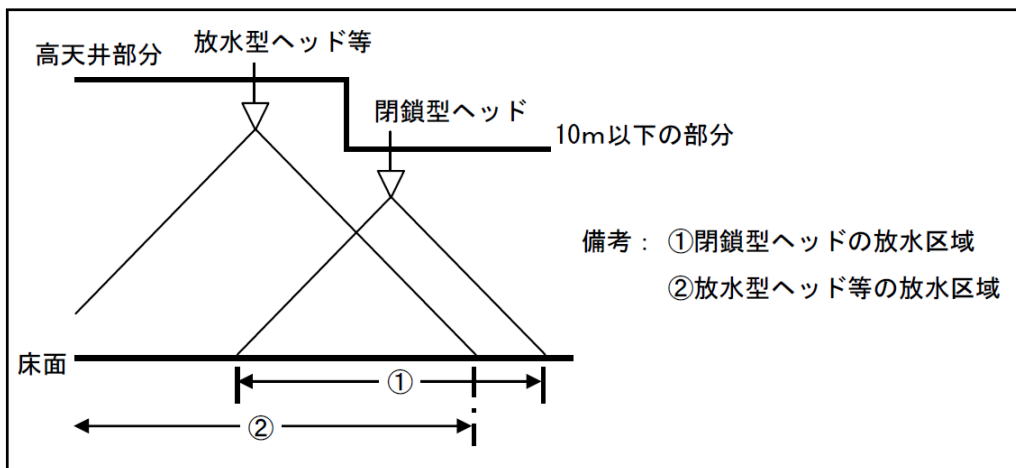 放水型ヘッド等
高天井部分
閉鎖型ヘッド
10m以下の部分
備考： ①閉鎖型ヘッドの放水区域
②放水型ヘッド等の放水区域
床面
①
②